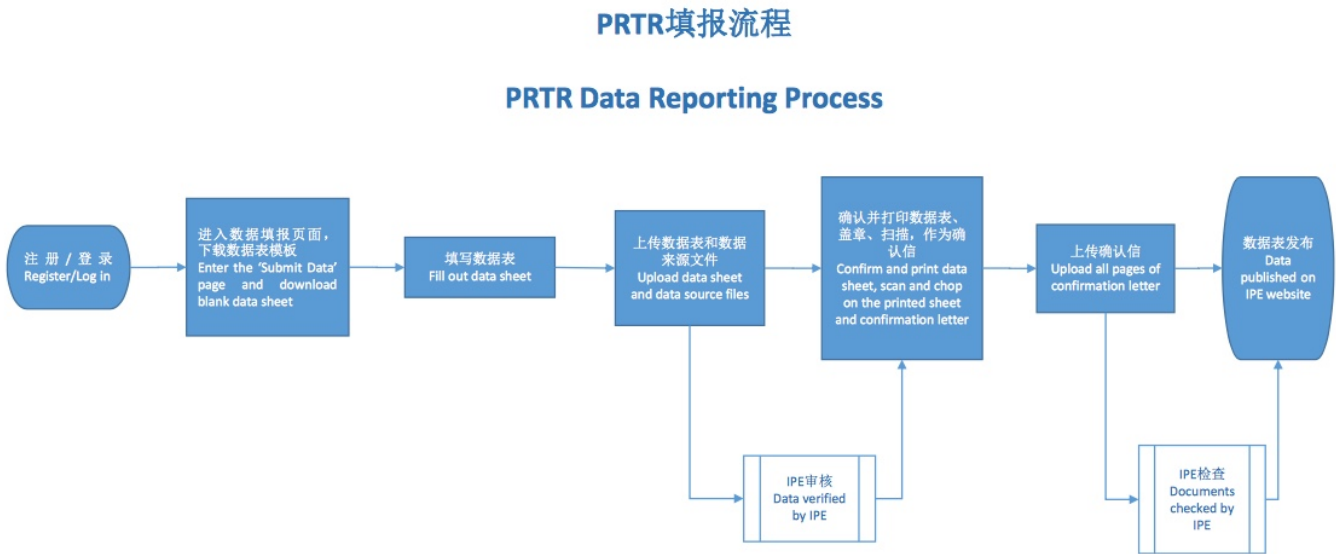 PRTR填报流程
PRTR Data Reporting Process
注 册 / 登 录
Register/Log in
进入数据填报页面，
下载数据表模板
Enter the ‘Submit Data’
page and download
blank data sheet
填写数据表
Fill out data sheet
上传数据表和数据
来源文件
Upload data sheet
and data source files
确认并打印数据表、
盖章、扫描，作为确
认信
Confirm and print data
sheet, scan and chop
on the printed sheet
and confirmation letter
上传确认信
Upload all pages of
confirmation letter
数据表发布
Data
published on
IPE website
IPE审核
Data verified
by IPE
IPE检查
Documents
checked by
IPE